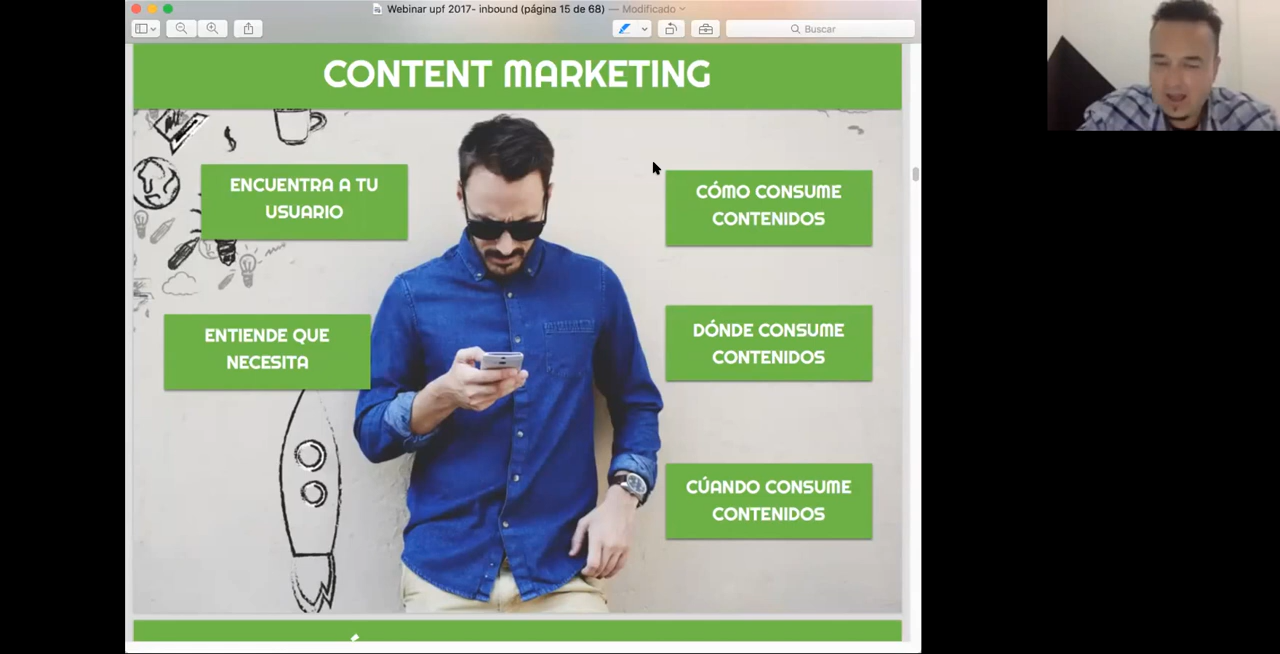 Webinar upf 2017- inbound (página 15 de 68) — Modificado
Buscar
CONTENT MARKETING
ENCUENTRA A TU
USUARIO
ENTIENDE QUE
NECESITA
CÓMO CONSUME
CONTENIDOS
DÓNDE CONSUME
CONTENIDOS
CÚANDO CONSUME
CONTENIDOS